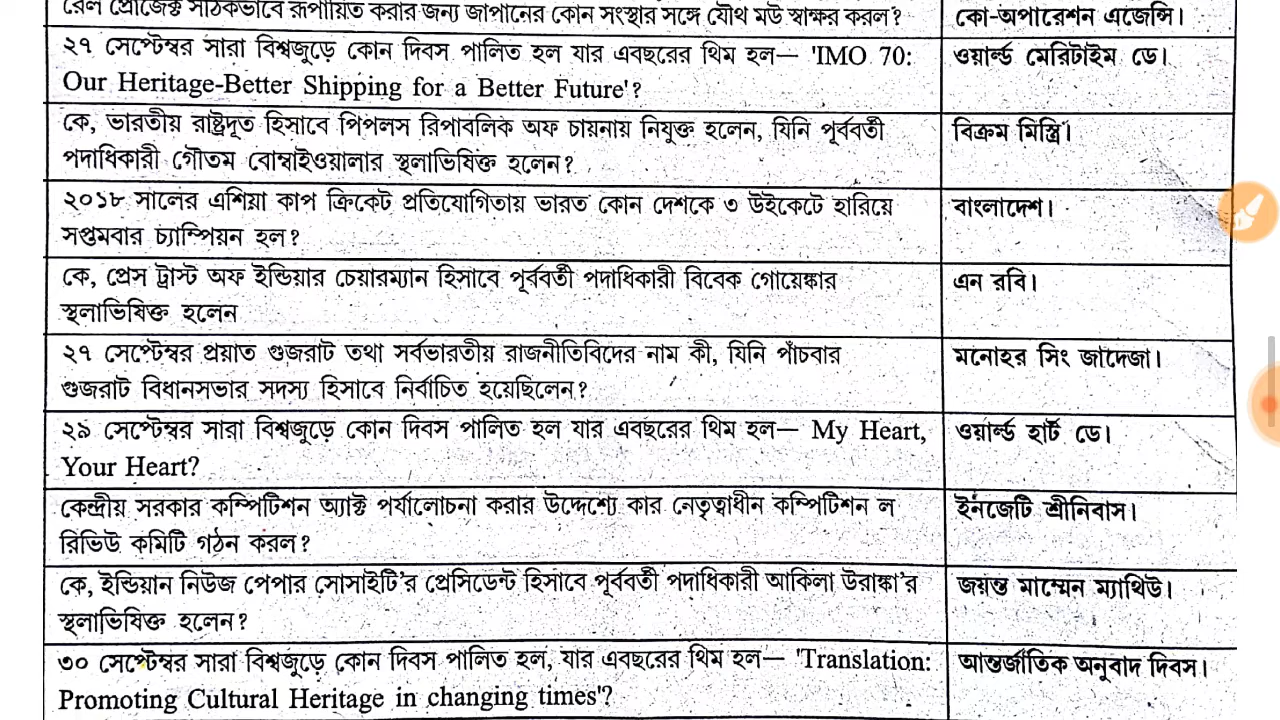 রেল প্রোজেক্ট সঠিকভাবে রূপায়িত করার জন্য জাপানের কোন সংস্থার সঙ্গে যৌথ মউ স্বাক্ষর করল?
কো-অপারেশন এজেন্সি।
২৭ সেপ্টেম্বর সারা বিশ্বজুড়ে কোন দিবস পালিত হল যার এবছরের থিম হল— 'IMO 70:
Our Heritage-Better Shipping for a Better Future'?
ওয়ার্ল্ড মেরিটাইম ডে।
কে, ভারতীয় রাষ্ট্রদূত হিসাবে পিপলস রিপাবলিক অফ চায়নায় নিযুক্ত হলেন, যিনি পূর্ববর্তী
পদাধিকারী গৌতম বোম্বাইওয়ালার স্থলাভিষিক্ত হলেন?
বিক্রম মিস্ত্রি।
২০১৮ সালের এশিয়া কাপ ক্রিকেট প্রতিযোগিতায় ভারত কোন দেশকে ৩ উইকেটে হারিয়ে
সপ্তমবার চ্যাম্পিয়ন হল?
বাংলাদেশ।
কে, প্রেস ট্রাস্ট অফ ইন্ডিয়ার চেয়ারম্যান হিসাবে পূর্ববর্তী পদাধিকারী বিবেক গোয়েঙ্কার
স্থলাভিষিক্ত হলেন
এন রবি।
২৭ সেপ্টেম্বর প্রয়াত গুজরাট তথা সর্বভারতীয় রাজনীতিবিদের নাম কী, যিনি পাঁচবার
গুজরাট বিধানসভার সদস্য হিসাবে নির্বাচিত হয়েছিলেন?
মনোহর সিং জাদেজা।
২৯ সেপ্টেম্বর সারা বিশ্বজুড়ে কোন দিবস পালিত হল যার এবছরের থিম হল— My Heart,
Your Heart?
ওয়ার্ল্ড হার্ট ডে।
কেন্দ্রীয় সরকার কম্পিটিশন অ্যাক্ট পর্যালোচনা করার উদ্দেশ্যে কার নেতৃত্বাধীন কম্পিটিশন ল
রিভিউ কমিটি গঠন করল?
ইনজেটি শ্রীনিবাস।
কে, ইন্ডিয়ান নিউজ পেপার সোসাইটি'র প্রেসিডেন্ট হিসাবে পূর্ববর্তী পদাধিকারী আকিলা উরাঙ্কা'র
স্থলাভিষিক্ত হলেন?
জয়ন্ত মাম্মেন ম্যাথিউ।
৩০ সেপ্টেম্বর সারা বিশ্বজুড়ে কোন দিবস পালিত হল, যার এবছরের থিম হল— 'Translation:
Promoting Cultural Heritage in changing times'?
আন্তর্জাতিক অনুবাদ দিবস।